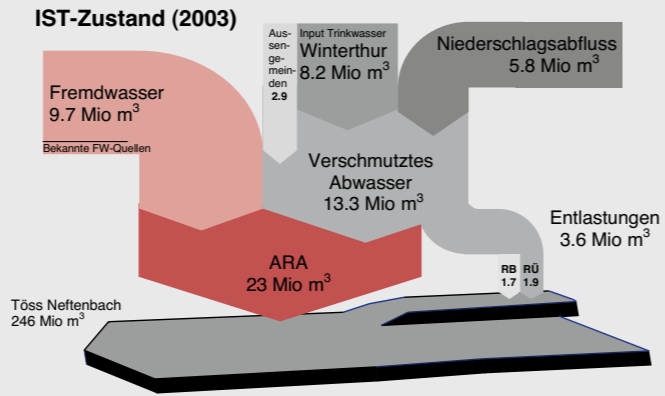 IST-Zustand (2003)
Fremdwasser
9.7 Mio m³
Bekannte FW-Quellen
Aus-
sen-
ge-
mein-
den
2.9
Input Trinkwasser
Winterthur
8.2 Mio m³
Niederschlagsabfluss
5.8 Mio m³
Verschmutztes
Abwasser
13.3 Mio m³
Entlastungen
3.6 Mio m³
RB
1.7
RÜ
1.9
ARA
23 Mio m³
Töss Neftenbach
246 Mio m³